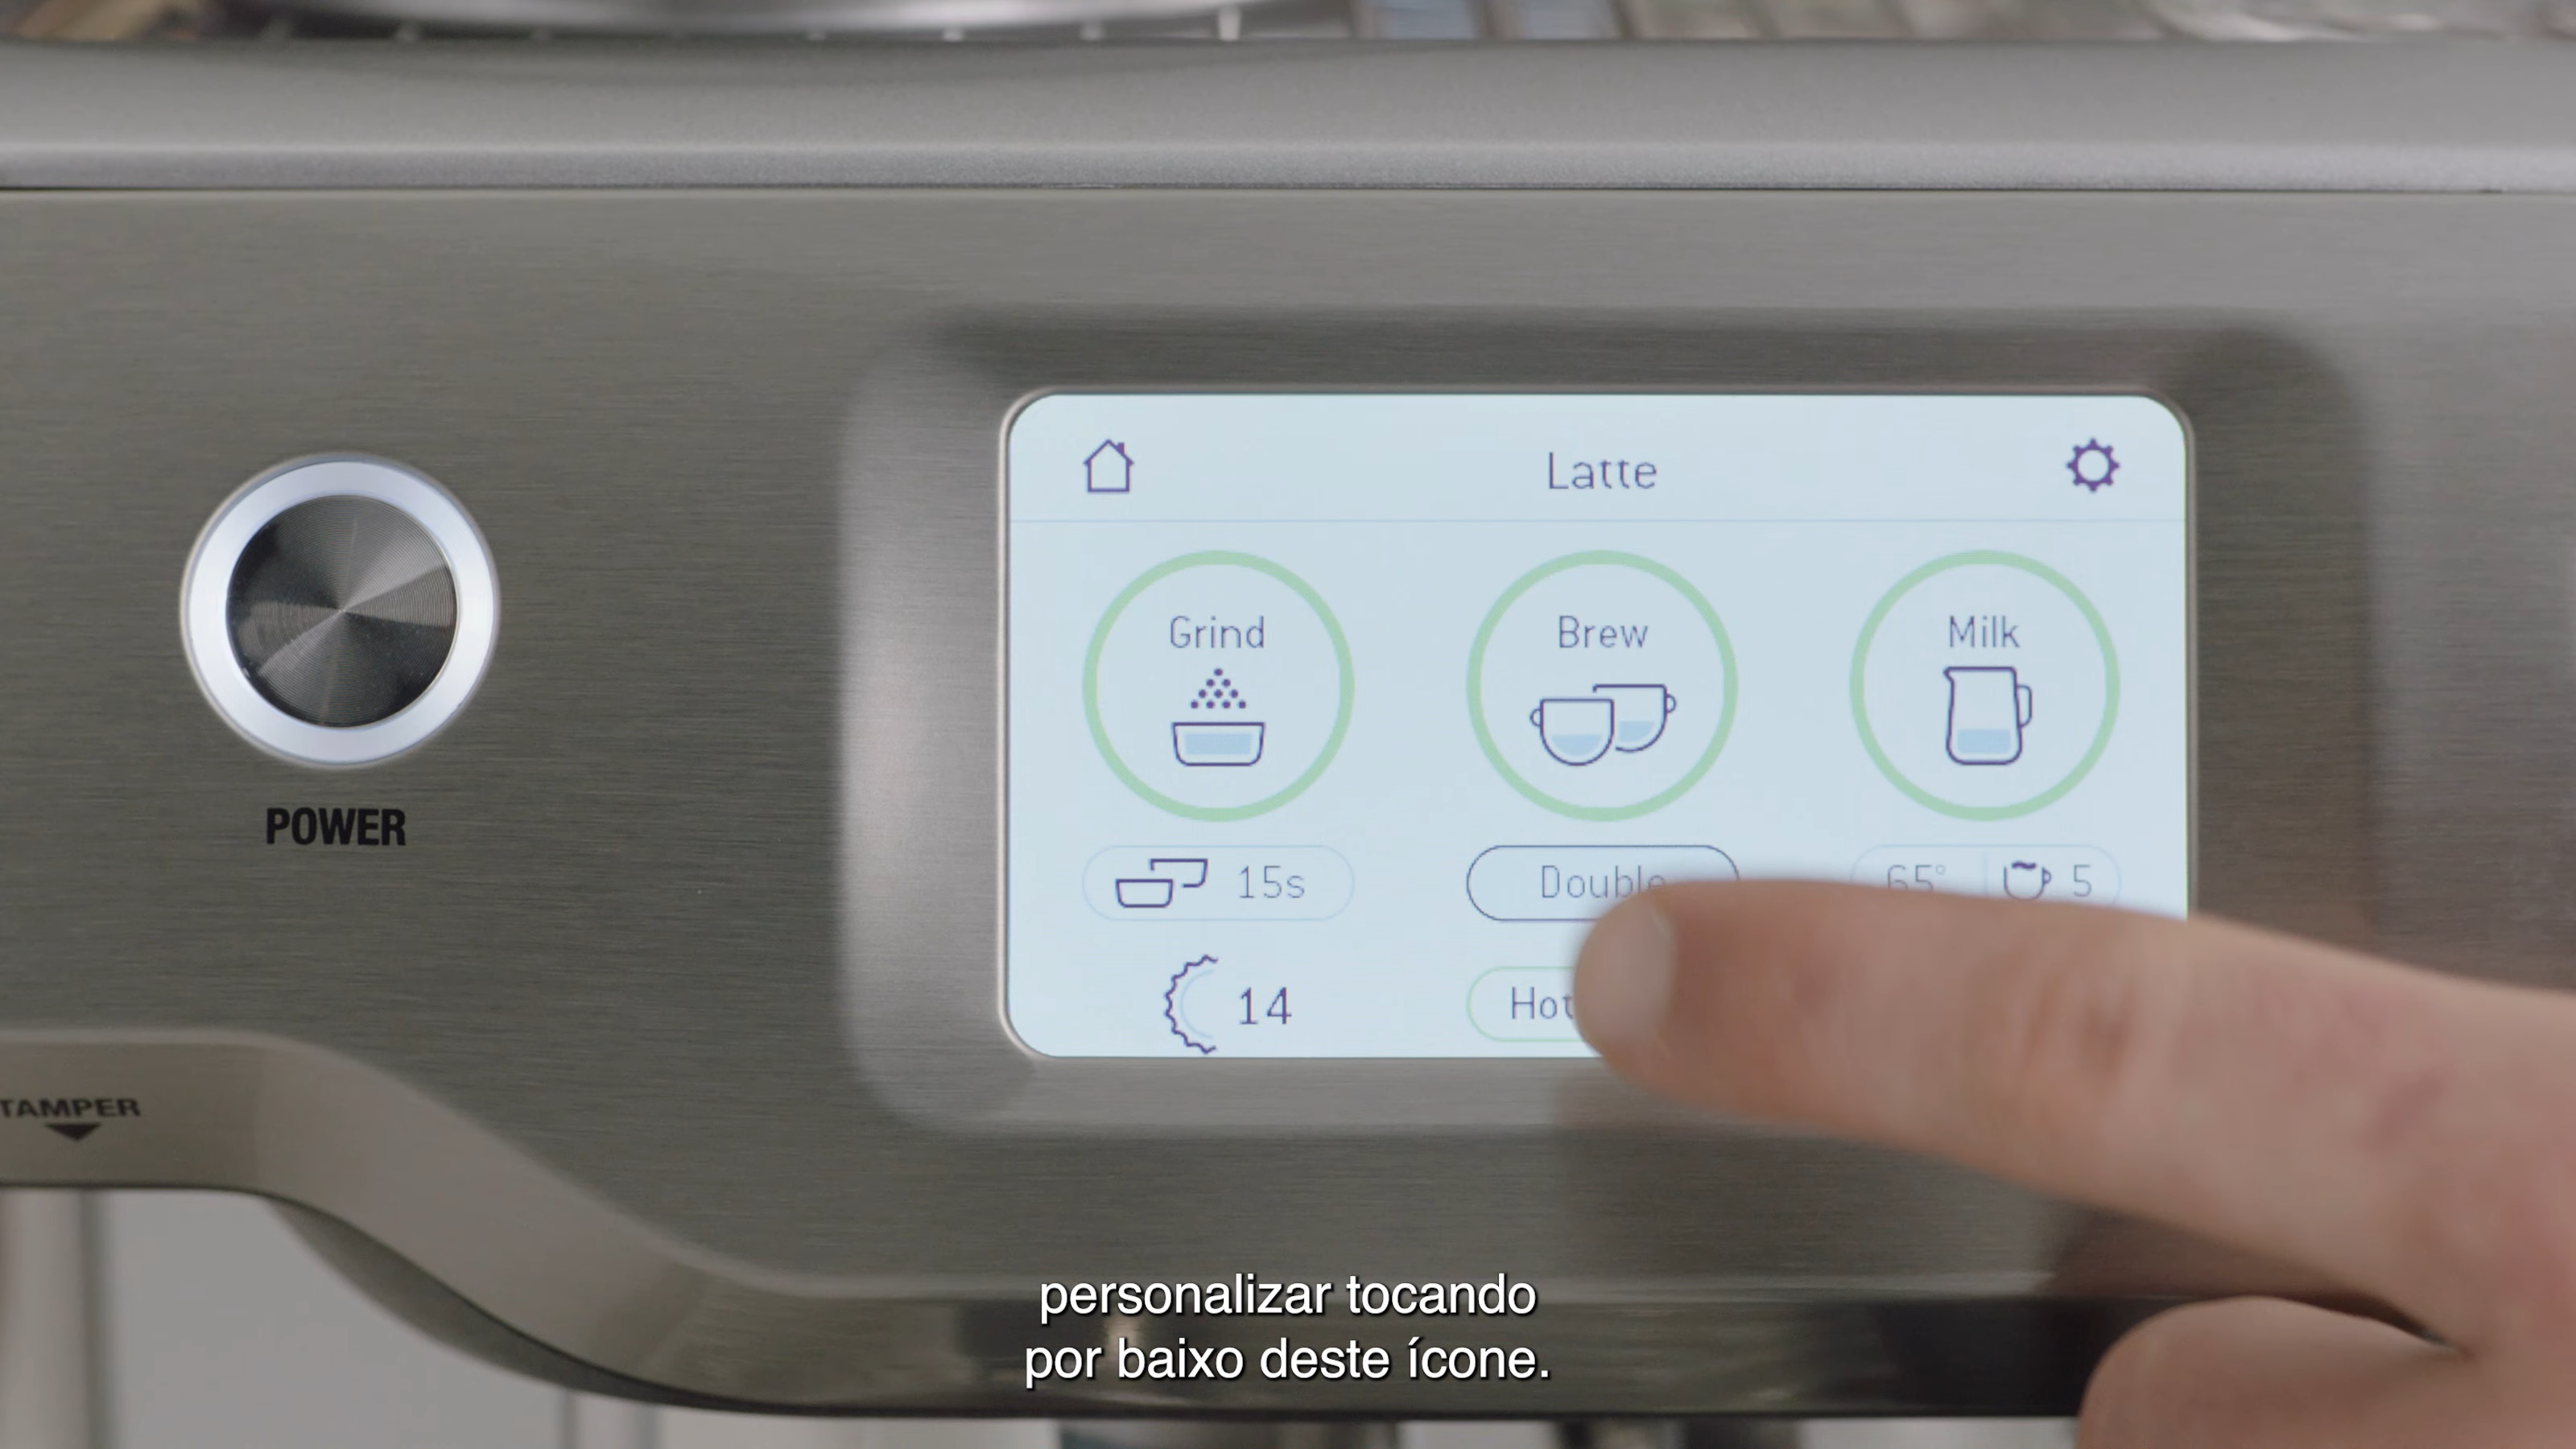 Latte
Grind
Brew
Milk
15s
Double
65° 5
14
POWER
TAMPER
personalizar tocando
por baixo deste ícone.